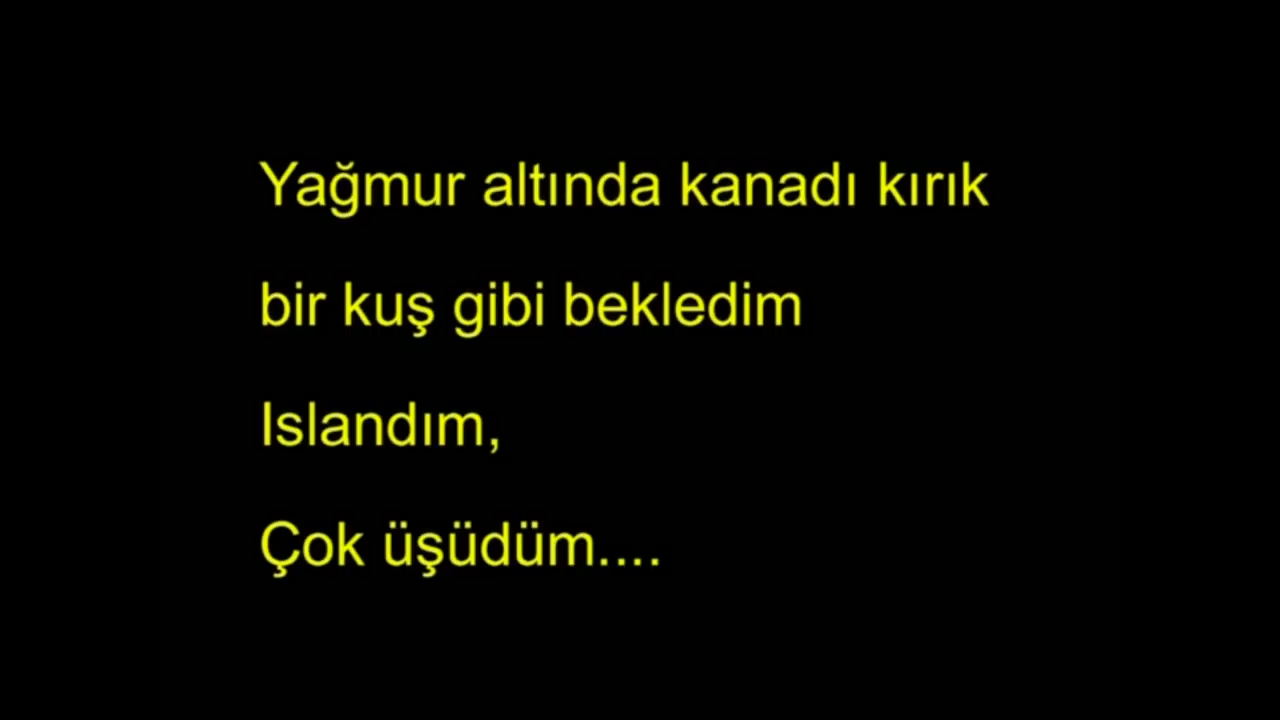 Yağmur altında kanadı kırık
bir kuş gibi bekledim
Islandım,
Çok üşüdüm....